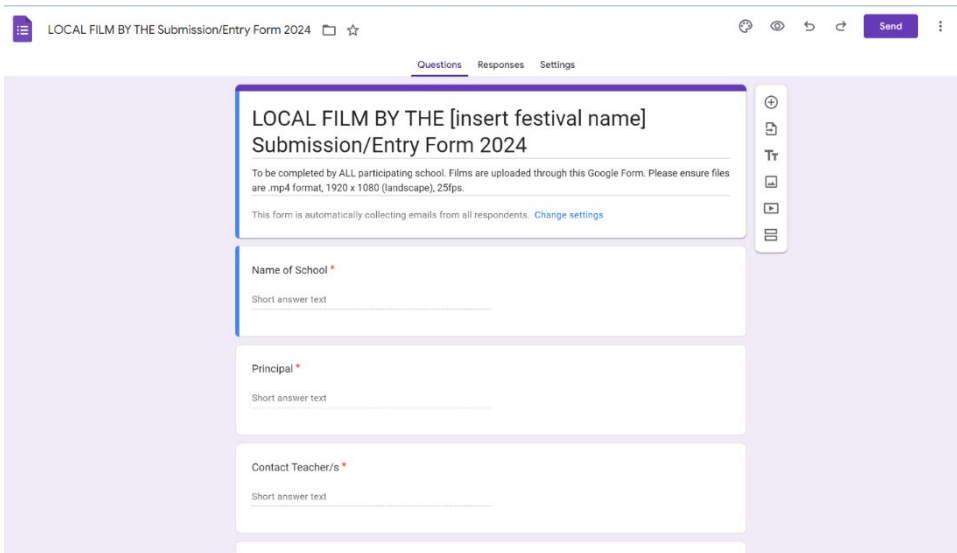 LOCAL FILM BY THE Submission/Entry Form 2024
Send
Questions Responses Settings
LOCAL FILM BY THE [insert festival name]
Submission/Entry Form 2024
To be completed by ALL participating school. Films are uploaded through this Google Form. Please ensure files
are .mp4 format, 1920 x 1080 (landscape), 25fps.
This form is automatically collecting emails from all respondents. Change settings
Tт
Name of School *
Short answer text
Principal *
Short answer text
Contact Teacher/s *
Short answer text